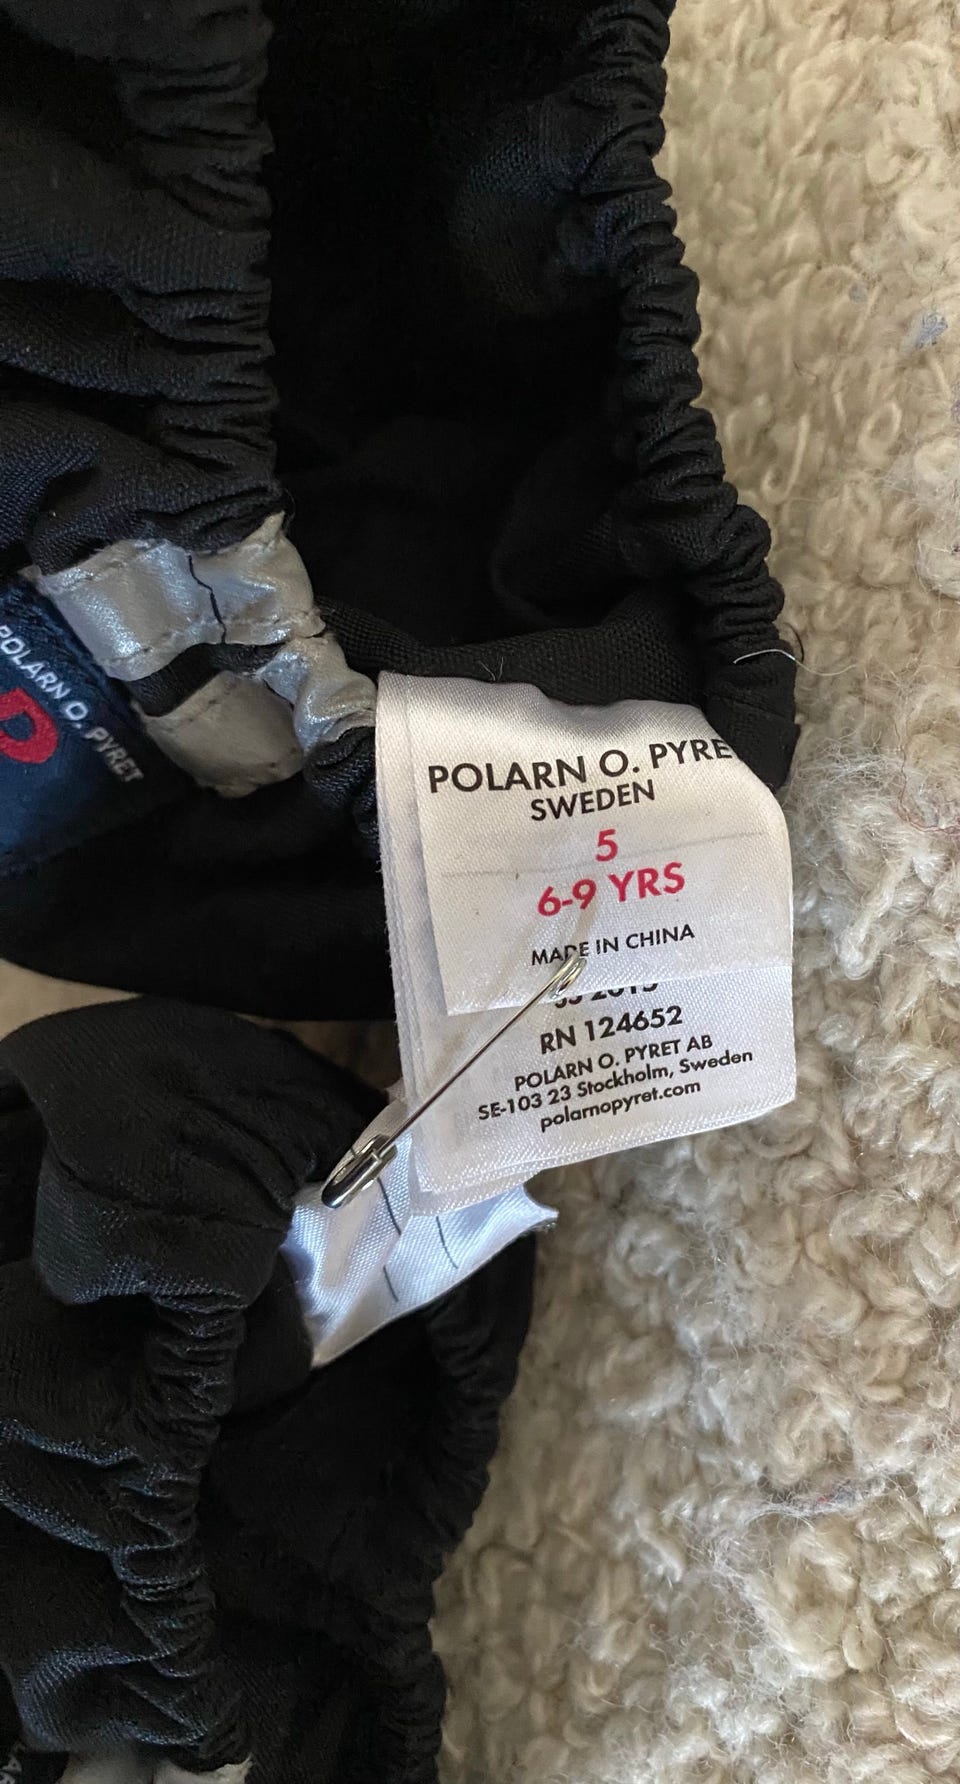 POLARN O. PYRET
POLARN O. PYRE
SWEDEN
5
6-9 YRS
MADE IN CHINA
RN 124652
POLARN O. PYRET AB
SE-103 23 Stockholm, Sweden
polarnopyret.com